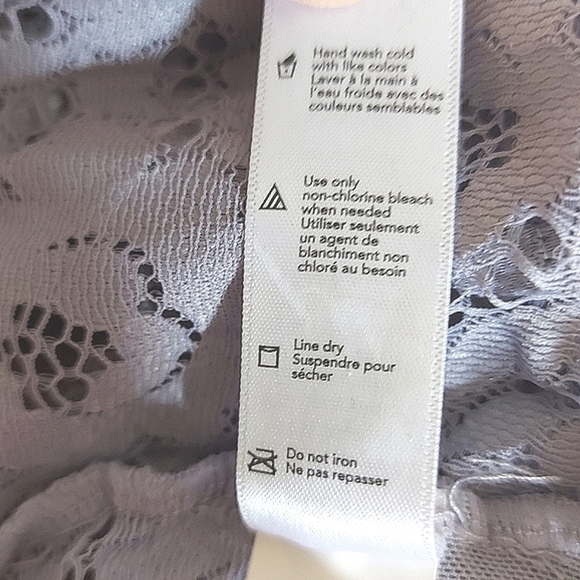 Hand wash cold
with like colors
Laver à la main à
l'eau froide avec des
couleurs semblables
Use only
non-chlorine bleach
when needed
Utiliser seulement
un agent de
blanchiment non
chloré au besoin
Line dry
Suspendre pour
sécher
Do not iron
Ne pas repasser